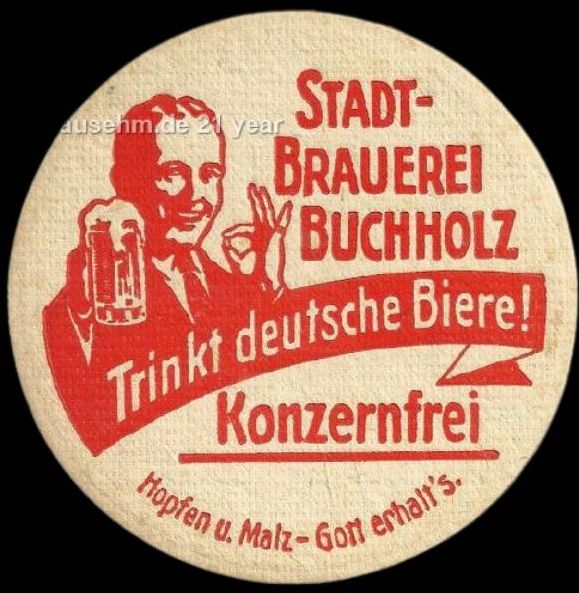 STADT-
BRAUEREI
BUCHHOLZ
Trinkt deutsche Biere!
Konzernfrei
Hopfen u. Malz - Gott erhalt's.
ausehm.de 21 year